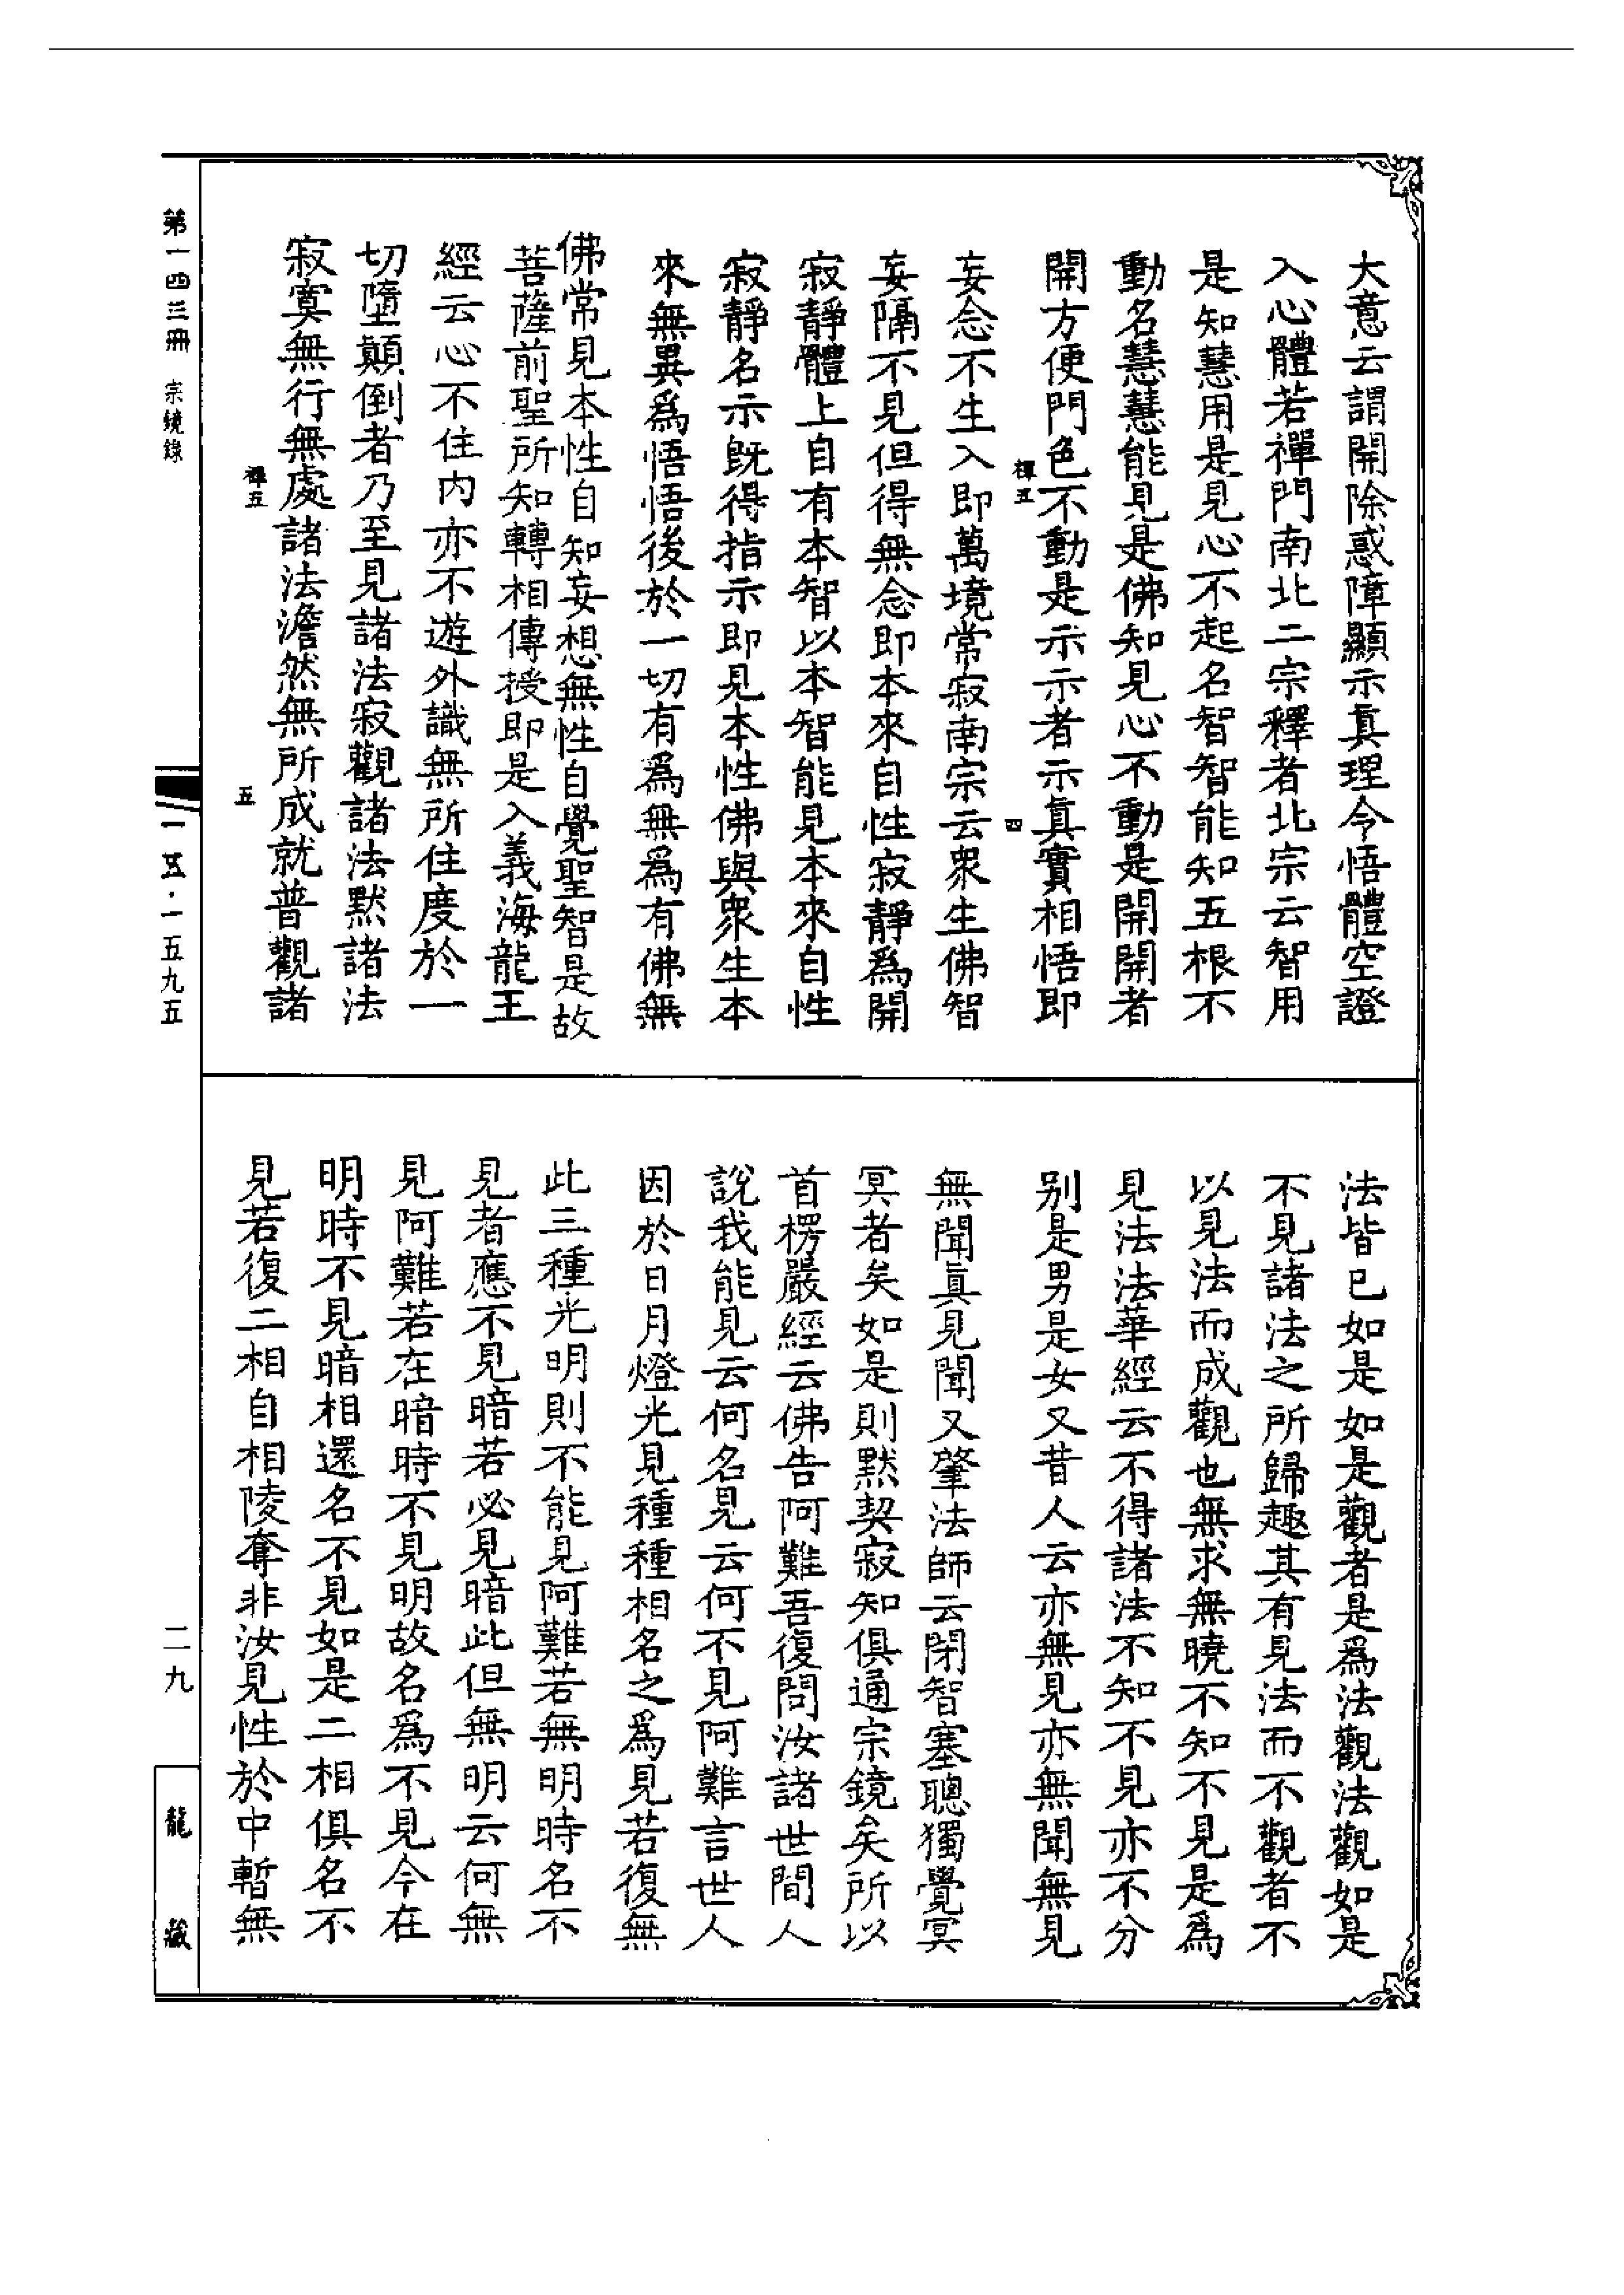 大意云謂開除惑障顯示眞理令悟體空證
入心體若禪門南北二宗釋者北宗云智用
是知慧用是見心不起名智智能知五根不
動名慧慧能見是佛知見心不動是開開者
開方便門色不動是示示者示眞實相悟即
禪五
四
妄念不生入即萬境常寂南宗云衆生佛智
妄隔不見但得無念即本來自性寂靜爲開
寂靜體上自有本智以本智能見本來自性
寂靜名示旣得指示即見本性佛與衆生本
來無異爲悟悟後於一切有爲無爲有佛無
佛常見本性自知妄想無性自覺聖智是故
菩薩前聖所知轉相傳授即是入義海龍王
經云心不住内亦不遊外識無所住度於一
切墮顚倒者乃至見諸法寂觀諸法默諸法
寂寞無行無處諸法澹然無所成就普觀諸
禪五
五
法皆已如是如是觀者是爲法觀法觀如是
不見諸法之所歸趣其有見法而不觀者不
以見法而成觀也無求無曉不知不見是爲
見法法華經云不得諸法不知不見亦不分
别是男是女又昔人云亦無見亦無聞無見
無聞眞見聞又肇法師云閉智塞聰獨覺冥
冥者矣如是則默契寂知俱通宗鏡矣所以
首楞嚴經云佛告阿難吾復問汝諸世間人
說我能見云何名見云何不見阿難言世人
因於日月燈光見種種相名之爲見若復無
此三種光明則不能見阿難若無明時名不
見者應不見暗若必見暗此但無明云何無
見阿難若在暗時不見明故名爲不見今在
明時不見暗相還名不見如是二相俱名不
見若復二相自相陵奪非汝見性於中暫無
第一四三冊 宗鏡錄
一五·一五九五
二九
龍藏